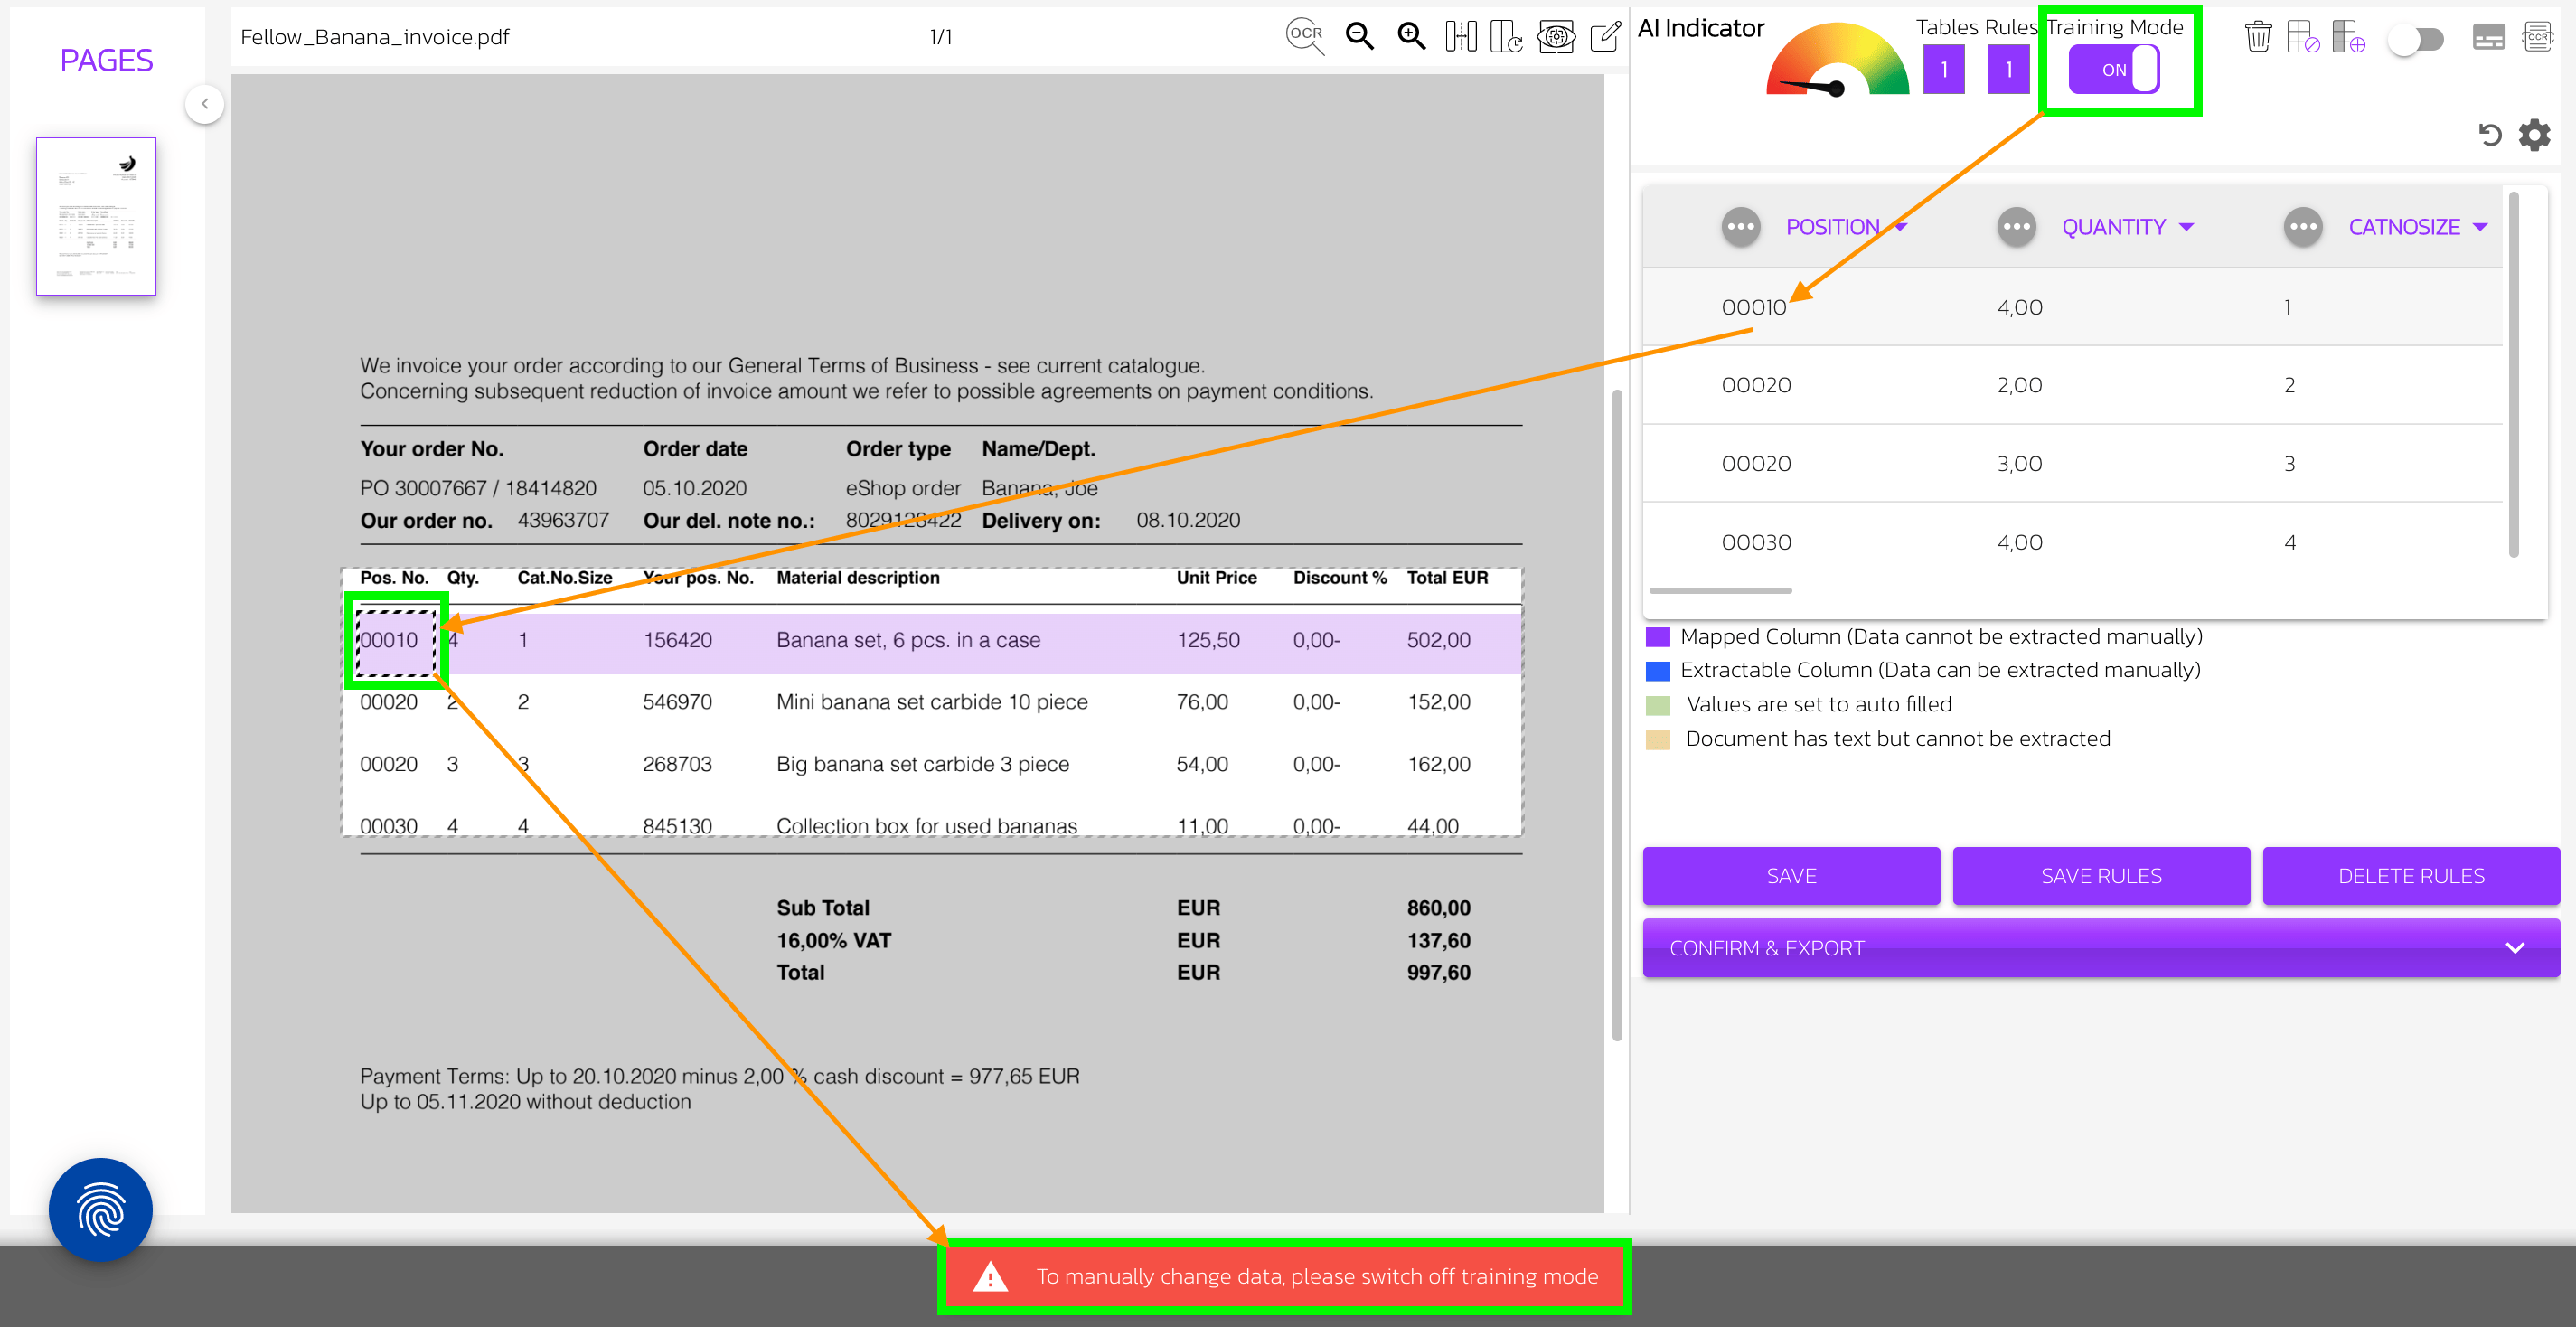 PAGES
Fellow_Banana_invoice.pdf
1/1
OCR
We invoice your order according to our General Terms of Business - see current catalogue.
Concerning subsequent reduction of invoice amount we refer to possible agreements on payment conditions.
Your order No. Order date Order type Name/Dept.
PO 30007667 / 18414820 05.10.2020 eShop order Banana, Joe
Our order no. 43963707 Our del. note no.: 8029128422 Delivery on: 08.10.2020
Pos. No. Qty. Cat.No.Size Your pos. No. Material description Unit Price Discount % Total EUR
00010 4 1 156420 Banana set, 6 pcs. in a case 125,50 0,00- 502,00
00020 2 2 546970 Mini banana set carbide 10 piece 76,00 0,00- 152,00
00020 3 3 268703 Big banana set carbide 3 piece 54,00 0,00- 162,00
00030 4 4 845130 Collection box for used bananas 11,00 0,00- 44,00
Sub Total EUR 860,00
16,00% VAT EUR 137,60
Total EUR 997,60
Payment Terms: Up to 20.10.2020 minus 2,00 % cash discount = 977,65 EUR
Up to 05.11.2020 without deduction
AI Indicator
Tables Rules Training Mode
1 1 ON
OCR
POSITION QUANTITY CATNOSIZE
00010 4,00 1
00020 2,00 2
00020 3,00 3
00030 4,00 4
Mapped Column (Data cannot be extracted manually)
Extractable Column (Data can be extracted manually)
Values are set to auto filled
Document has text but cannot be extracted
SAVE SAVE RULES DELETE RULES
CONFIRM & EXPORT
To manually change data, please switch off training mode